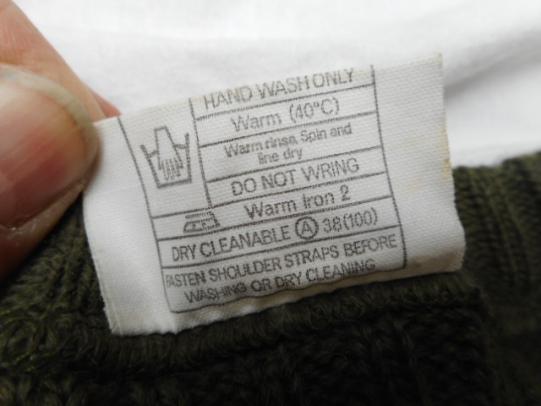 HAND WASH ONLY
Warm (40°C)
Warm rinse, Spin and
line dry
DO NOT WRING
Warm Iron 2
DRY CLEANABLE A 38(100)
FASTEN SHOULDER STRAPS BEFORE
WASHING OR DRY CLEANING